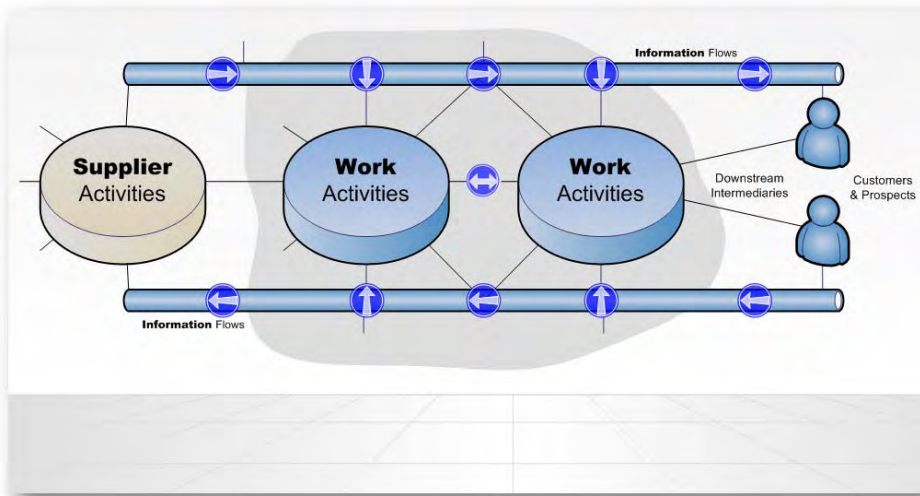 Information Flows
Supplier
Activities
Work
Activities
Work
Activities
Downstream
Intermediaries
Customers
& Prospects
Information Flows